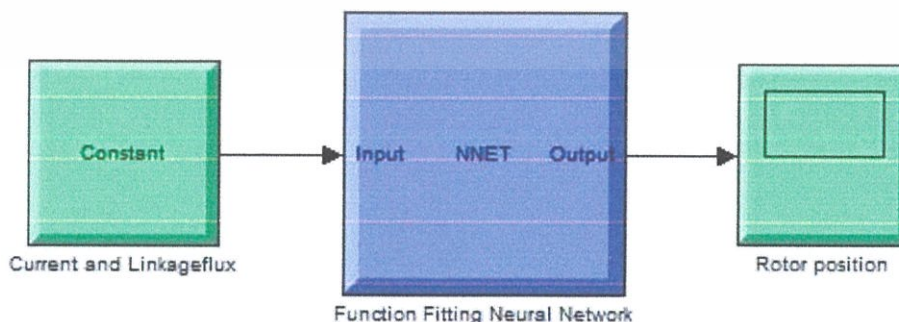 Constant
Input NNET Output
Current and Linkageflux
Rotor position
Function Fitting Neural Network